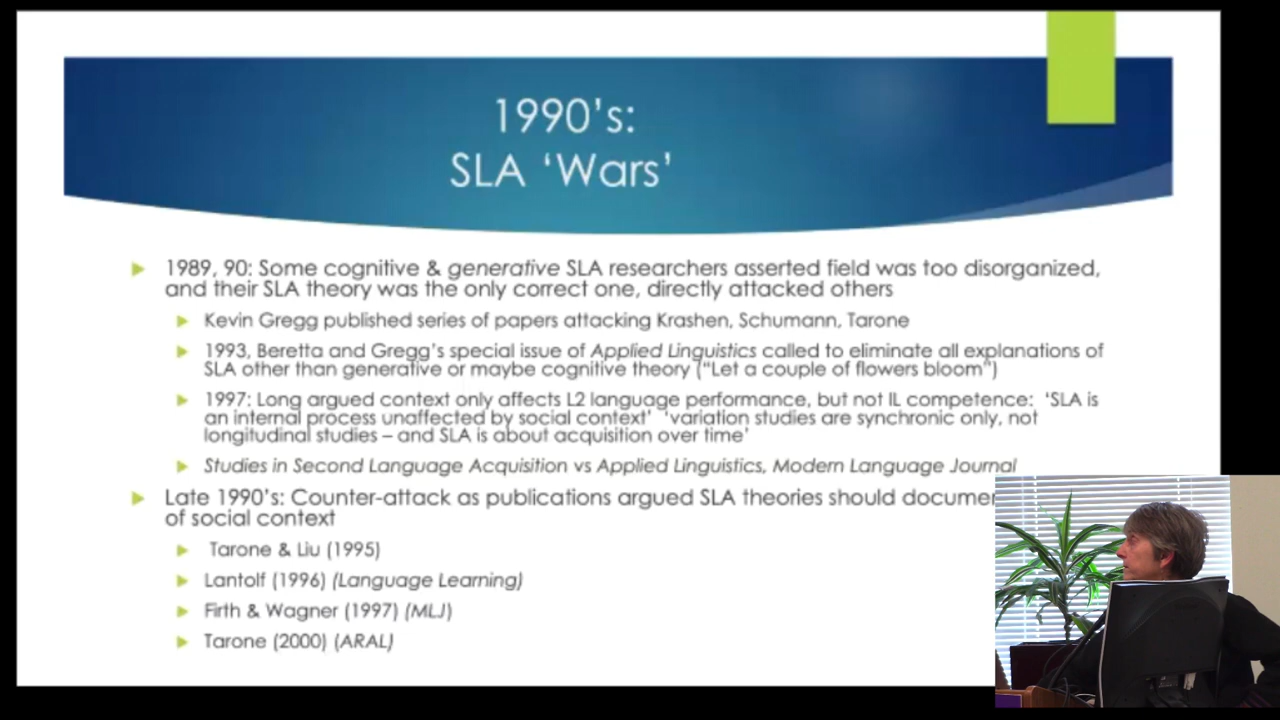 1990’s:
SLA ‘Wars’
1989, 90: Some cognitive & generative SLA researchers asserted field was too disorganized,
and their SLA theory was the only correct one, directly attacked others
Kevin Gregg published series of papers attacking Krashen, Schumann, Tarone
1993, Beretta and Gregg’s special issue of Applied Linguistics called to eliminate all explanations of
SLA other than generative or maybe cognitive theory (“Let a couple of flowers bloom”)
1997: Long argued context only affects L2 language performance, but not IL competence: ‘SLA is
an internal process unaffected by social context’ ‘variation studies are synchronic only, not
longitudinal studies – and SLA is about acquisition over time’
Studies in Second Language Acquisition vs Applied Linguistics, Modern Language Journal
Late 1990’s: Counter-attack as publications argued SLA theories should
of social context
Tarone & Liu (1995)
Lantolf (1996) (Language Learning)
Firth & Wagner (1997) (MLJ)
Tarone (2000) (ARAL)